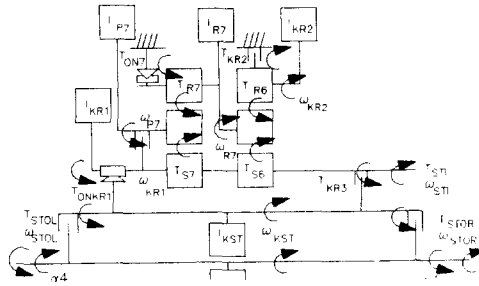 I P7
I R7
I KR2
T ON7
T KR2
T R7
T R6
ω KR2
I KR1
ω P7
ω R7
T S7
T S6
ω KR1
T ONKR1
T KR3
T STI
ω STI
T STOL
ω STOL
I KST
ω KST
T STOR
ω STOR
α4